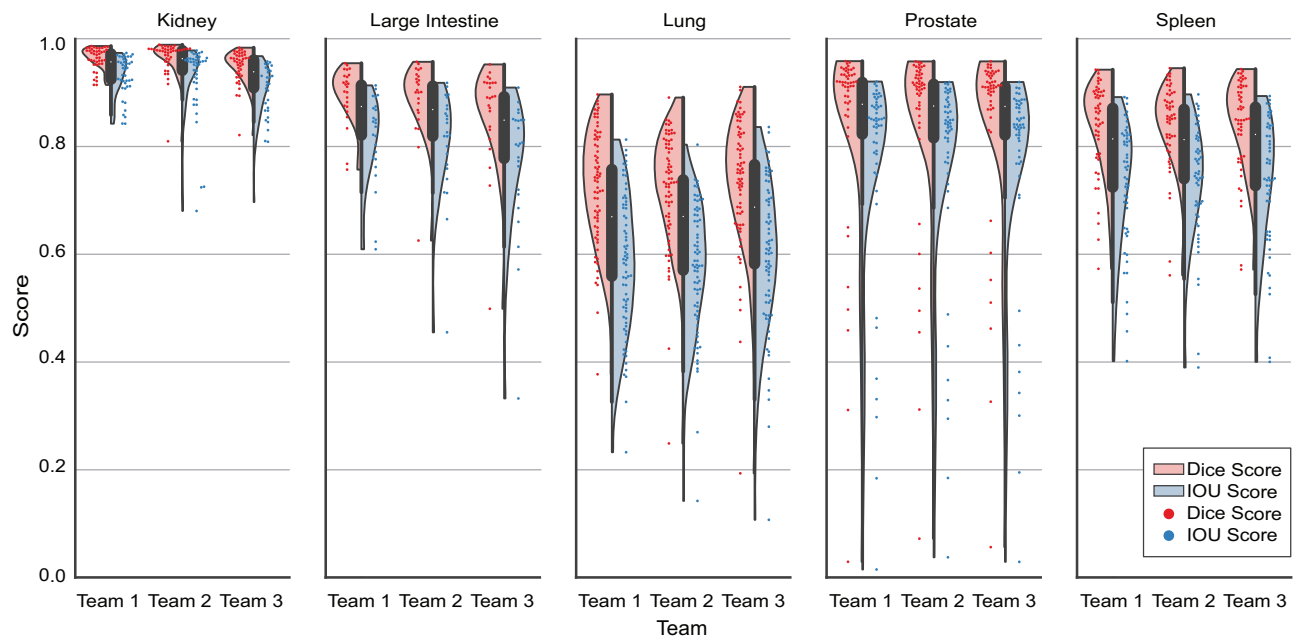 Kidney Large Intestine Lung Prostate Spleen
1.0
0.8
0.6
0.4
0.2
0.0
Score
Dice Score
IOU Score
Dice Score
IOU Score
Team 1 Team 2 Team 3 Team 1 Team 2 Team 3 Team 1 Team 2 Team 3 Team 1 Team 2 Team 3 Team 1 Team 2 Team 3
Team